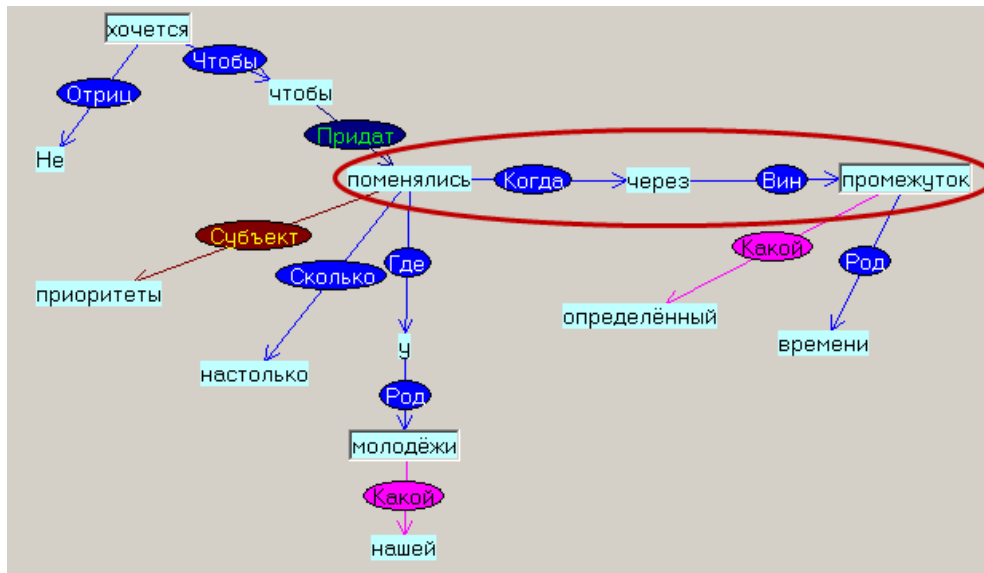 хочется
Чтобы
Отриц
чтобы
Придат
Не
поменялись Когда через Вин промежуток
Субъект
Какой
Сколько
Где
Род
приоритеты
определённый
у
времени
настолько
Род
молодёжи
Какой
нашей